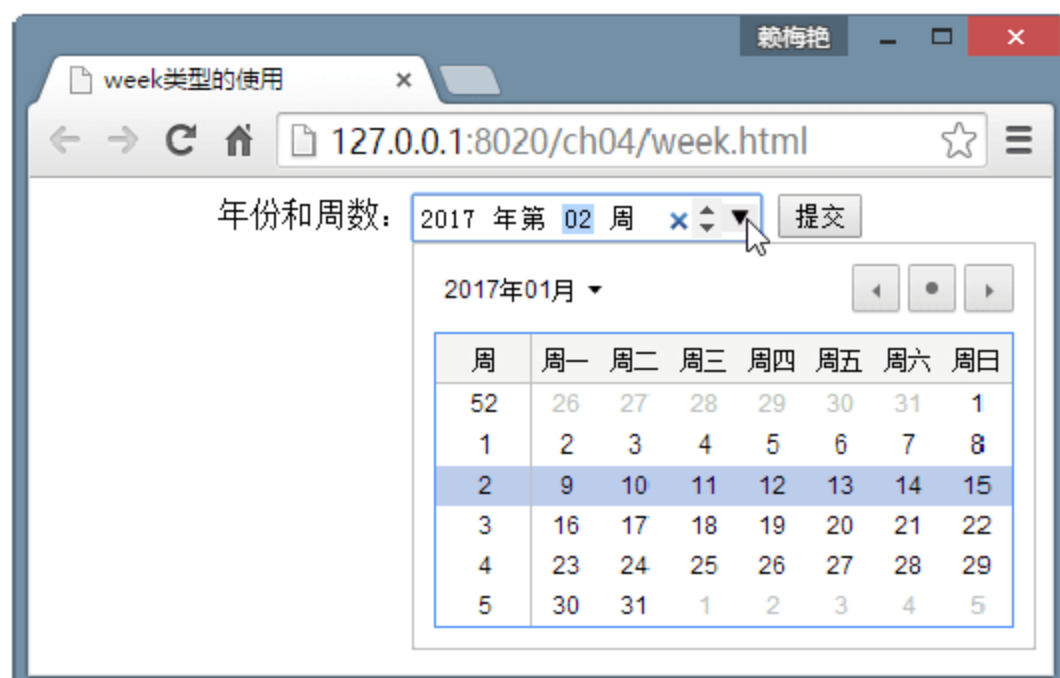 赖梅艳
week类型的使用
127.0.0.1:8020/ch04/week.html
年份和周数： 2017 年第 02 周 提交
2017年01月
周 周一 周二 周三 周四 周五 周六 周日
52 26 27 28 29 30 31 1
1 2 3 4 5 6 7 8
2 9 10 11 12 13 14 15
3 16 17 18 19 20 21 22
4 23 24 25 26 27 28 29
5 30 31 1 2 3 4 5